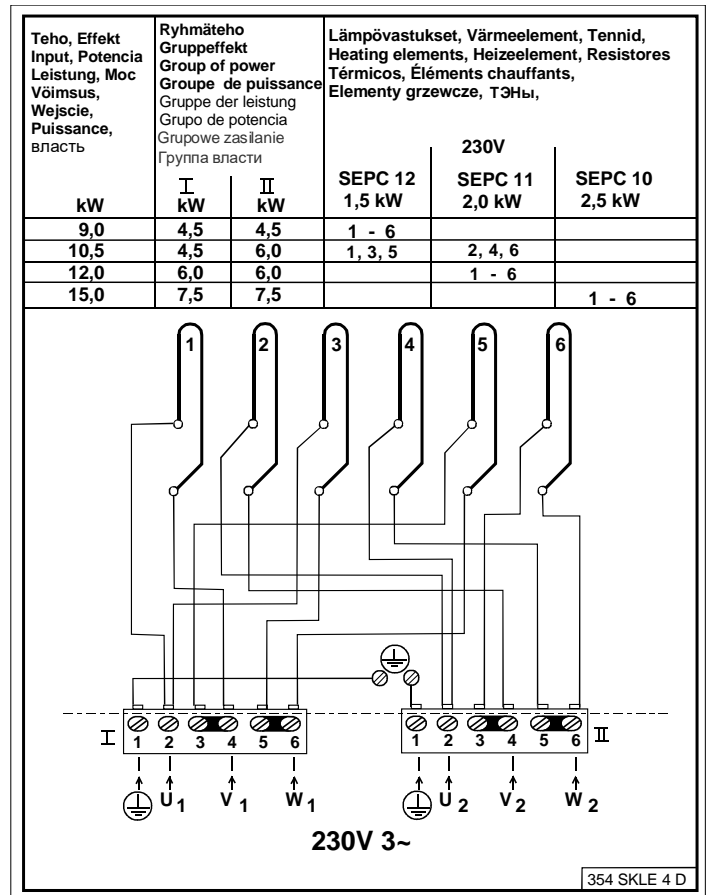 Teho, Effekt
Input, Potencia
Leistung, Moc
Vöimsus,
Wejscie,
Puissance,
власть
kW
Ryhmäteho
Gruppeffekt
Group of power
Groupe de puissance
Gruppe der leistung
Grupo de potencia
Grupowe zasilanie
Группа власти
I II
kW kW
Lämpövastukset, Värmeelement, Tennid,
Heating elements, Heizeelement, Resistores
Térmicos, Éléments chauffants,
Elementy grzewcze, ТЭНы,
230V
SEPC 12 SEPC 11 SEPC 10
1,5 kW 2,0 kW 2,5 kW
9,0 4,5 4,5 1 - 6
10,5 4,5 6,0 1, 3, 5 2, 4, 6
12,0 6,0 6,0 1 - 6
15,0 7,5 7,5 1 - 6
1 2 3 4 5 6
I 1 2 3 4 5 6 1 2 3 4 5 6 II
U1 V1 W1 U2 V2 W2
230V 3~
354 SKLE 4 D